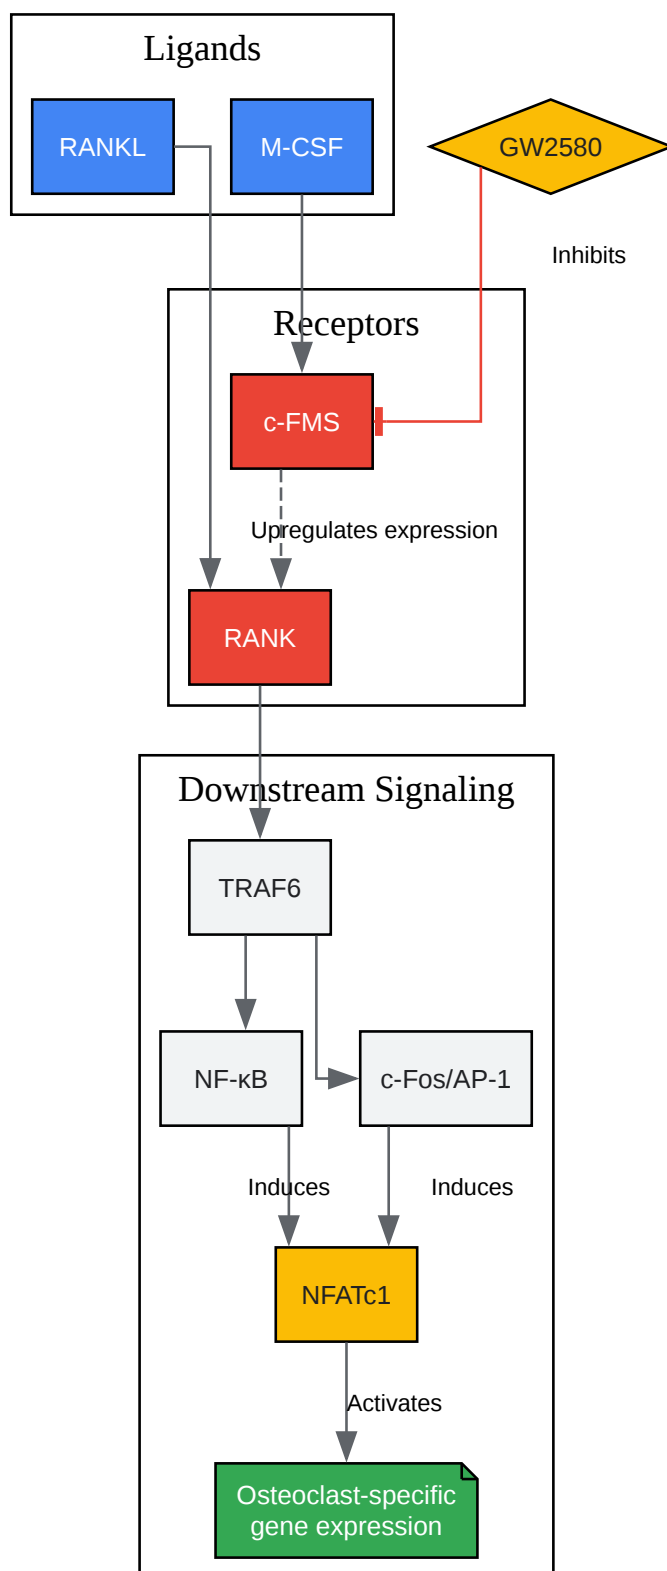 Ligands
RANKL
M-CSF
GW2580
Inhibits
Receptors
c-FMS
Upregulates expression
RANK
Downstream Signaling
TRAF6
NF-κB
c-Fos/AP-1
Induces
Induces
NFATc1
Activates
Osteoclast-specific
gene expression